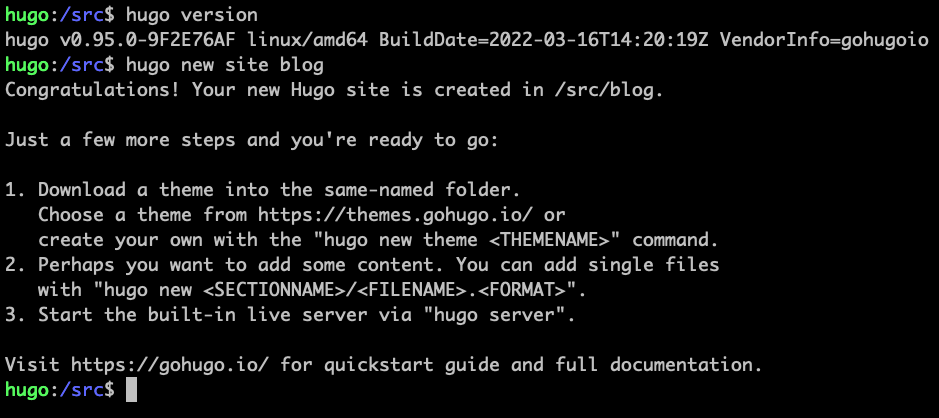 hugo:/src$ hugo version
hugo v0.95.0-9F2E76AF linux/amd64 BuildDate=2022-03-16T14:20:19Z VendorInfo=gohugoio
hugo:/src$ hugo new site blog
Congratulations! Your new Hugo site is created in /src/blog.
Just a few more steps and you're ready to go:
1. Download a theme into the same-named folder.
   Choose a theme from https://themes.gohugo.io/ or
   create your own with the "hugo new theme <THEMENAME>" command.
2. Perhaps you want to add some content. You can add single files
   with "hugo new <SECTIONNAME>/<FILENAME>.<FORMAT>".
3. Start the built-in live server via "hugo server".
Visit https://gohugo.io/ for quickstart guide and full documentation.
hugo:/src$